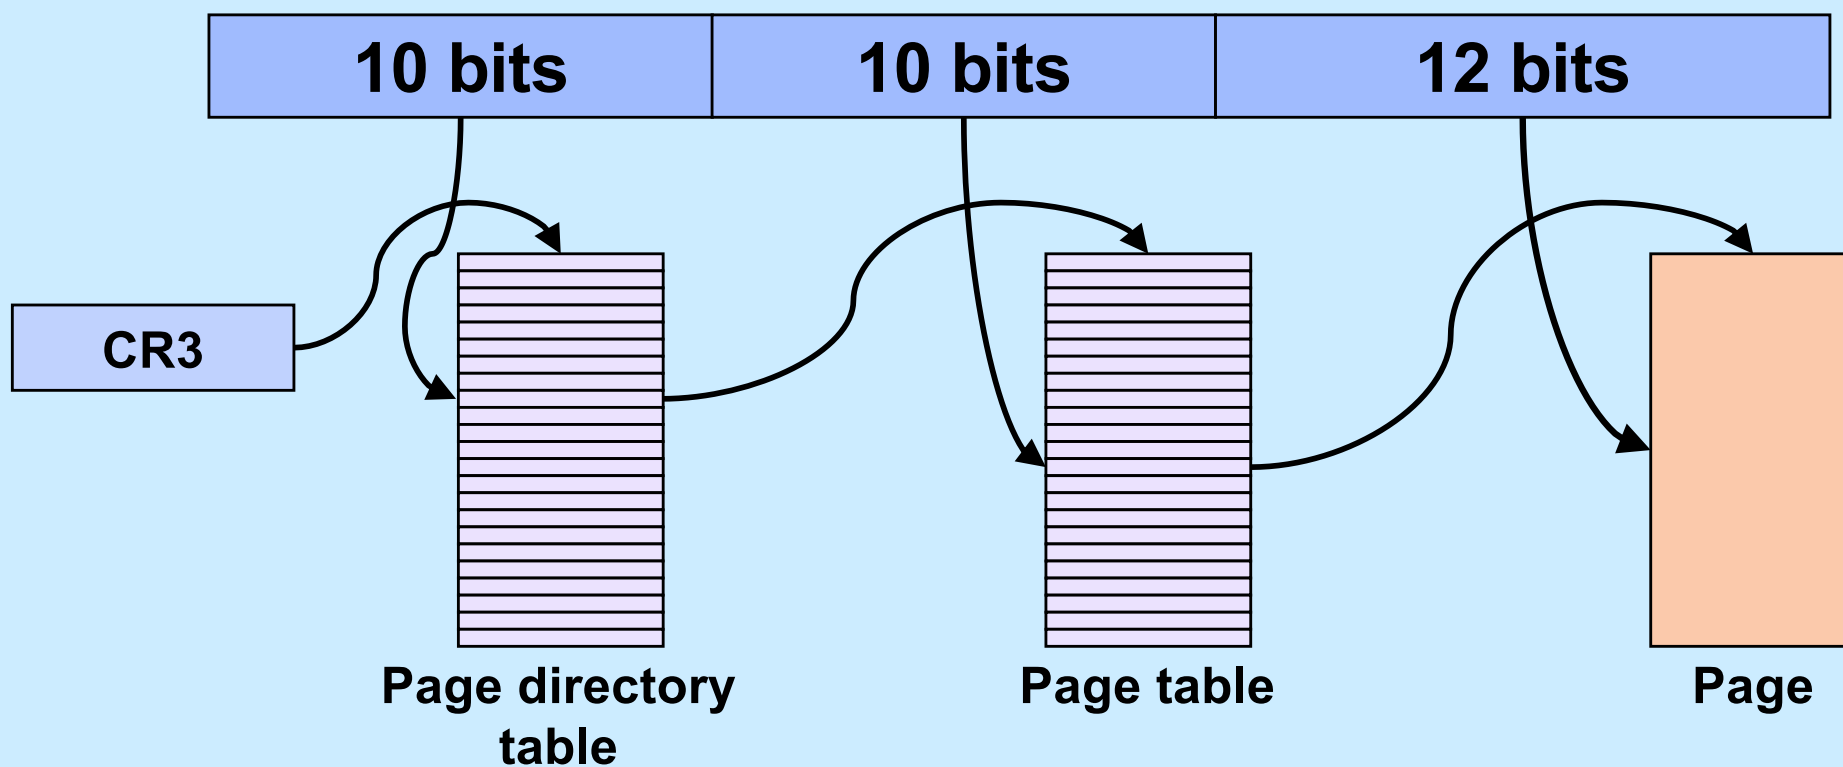 10 bits
10 bits
12 bits
CR3
Page directory
table
Page table
Page